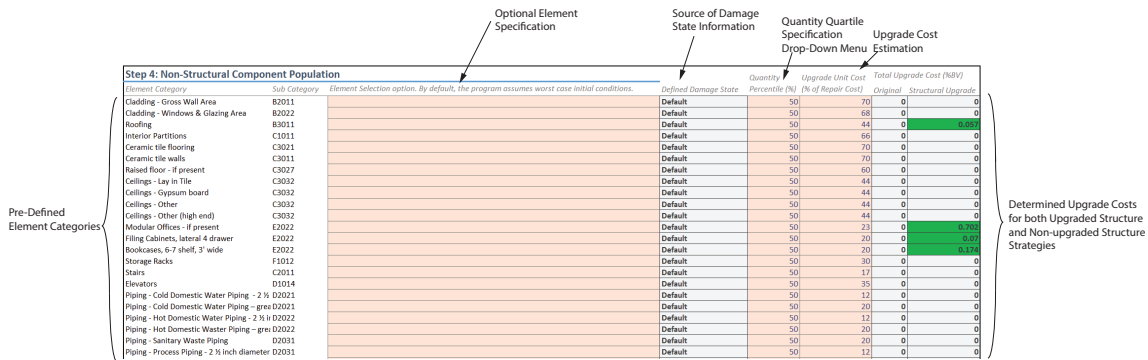 Optional Element
Specification
Source of Damage
State Information
Quantity Quartile
Specification
Drop-Down Menu
Upgrade Cost
Estimation
Step 4: Non-Structural Component Population
Quantity Upgrade Unit Cost Total Upgrade Cost (%BV)
Element Category Sub Category Element Selection option. By default, the program assumes worst case initial conditions. Defined Damage State Percentile (%) (% of Repair Cost) Original Structural Upgrade
Cladding - Gross Wall Area B2011 Default 50 70 0 0
Cladding - Windows & Glazing Area B2022 Default 50 68 0 0
Roofing B3011 Default 50 44 0 0.057
Interior Partitions C1011 Default 50 66 0 0
Ceramic tile flooring C3021 Default 50 70 0 0
Ceramic tile walls C3011 Default 50 70 0 0
Raised floor - if present C3027 Default 50 60 0 0
Ceilings - Lay in Tile C3032 Default 50 44 0 0
Ceilings - Gypsum board C3032 Default 50 44 0 0
Ceilings - Other C3032 Default 50 44 0 0
Ceilings - Other (high end) C3032 Default 50 44 0 0
Modular Offices - if present E2022 Default 50 23 0 0.702
Filing Cabinets, lateral 4 drawer E2022 Default 50 20 0 0.07
Bookcases, 6-7 shelf, 3' wide E2022 Default 50 20 0 0.174
Storage Racks F1012 Default 50 30 0 0
Stairs C2011 Default 50 17 0 0
Elevators D1014 Default 50 35 0 0
Piping - Cold Domestic Water Piping - 2 ½ D2021 Default 50 12 0 0
Piping - Cold Domestic Water Piping – grea D2021 Default 50 20 0 0
Piping - Hot Domestic Water Piping - 2 ½ i D2022 Default 50 12 0 0
Piping - Hot Domestic Waster Piping – grea D2022 Default 50 20 0 0
Piping - Sanitary Waste Piping D2031 Default 50 20 0 0
Piping - Process Piping - 2 ½ inch diameter D2031 Default 50 12 0 0
Pre-Defined
Element Categories
Determined Upgrade Costs
for both Upgraded Structure
and Non-upgraded Structure
Strategies